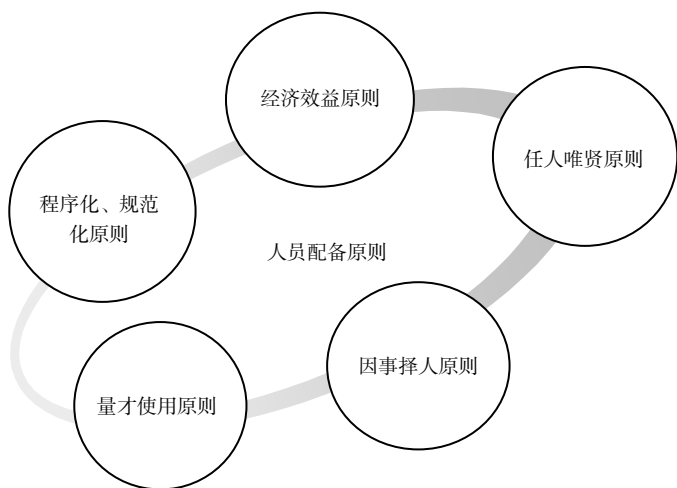 经济效益原则
任人唯贤原则
程序化、规范
化原则
人员配备原则
因事择人原则
量才使用原则